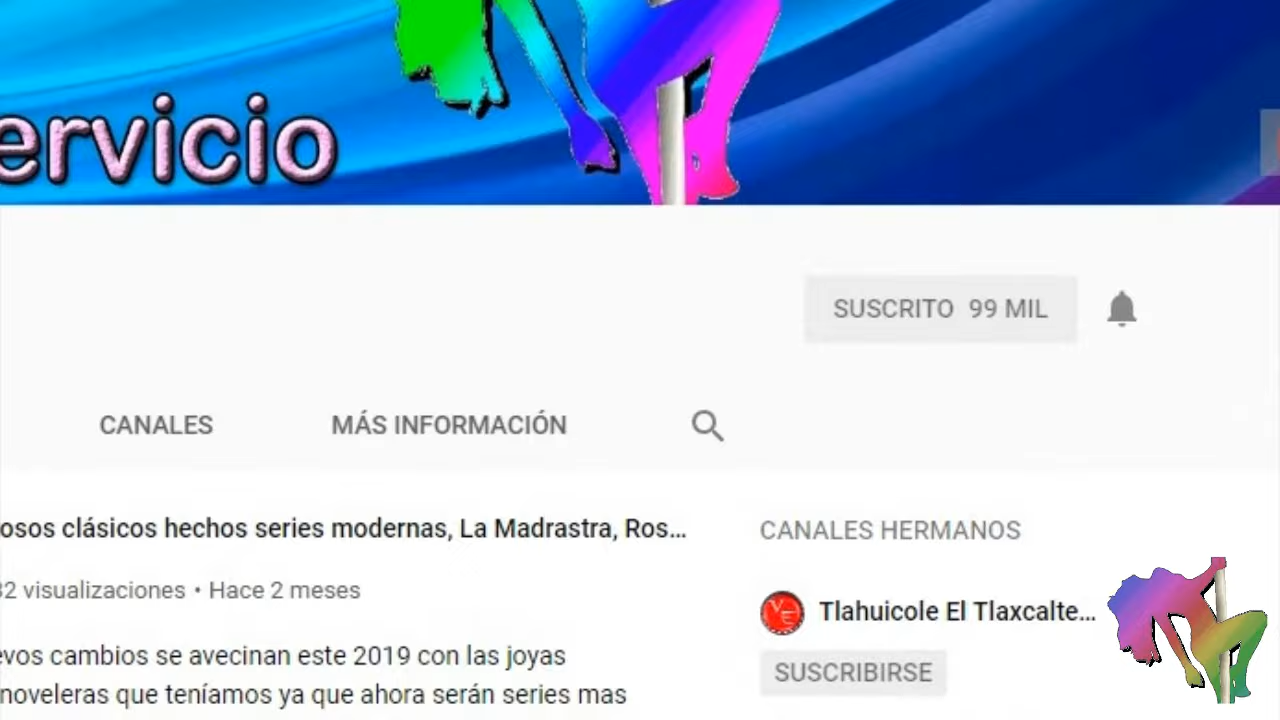 ervicio
SUSCRITO 99 MIL
CANALES MÁS INFORMACIÓN
osos clásicos hechos series modernas, La Madrastra, Ros...
32 visualizaciones • Hace 2 meses
evos cambios se avecinan este 2019 con las joyas
noveleras que teníamos ya que ahora serán series mas
CANALES HERMANOS
VE
Tlahuicole El Tlaxcalte...
SUSCRIBIRSE